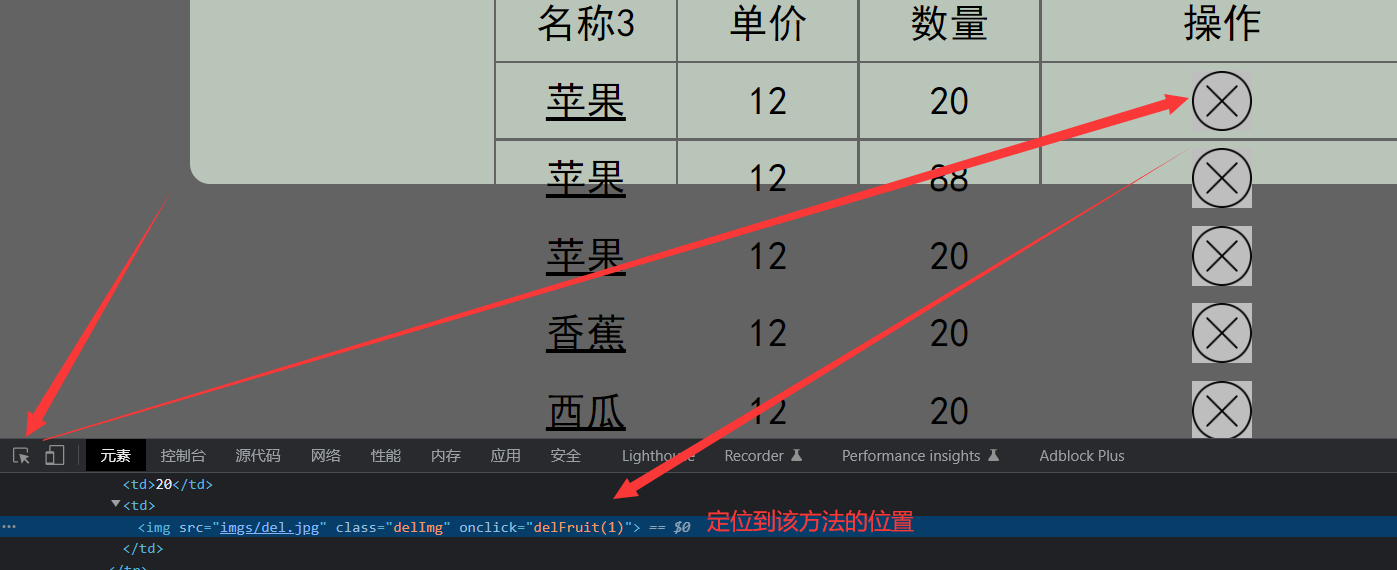 名称3 单价 数量 操作
苹果 12 20
苹果 12 88
苹果 12 20
香蕉 12 20
西瓜 12 20
元素 控制台 源代码 网络 性能 内存 应用 安全 Lighthouse Recorder Performance insights Adblock Plus
<td>20</td>
<td>
<img src="imgs/del.jpg" class="delImg" onclick="delFruit(1)"> == $0 定位到该方法的位置
</td>
</tr>